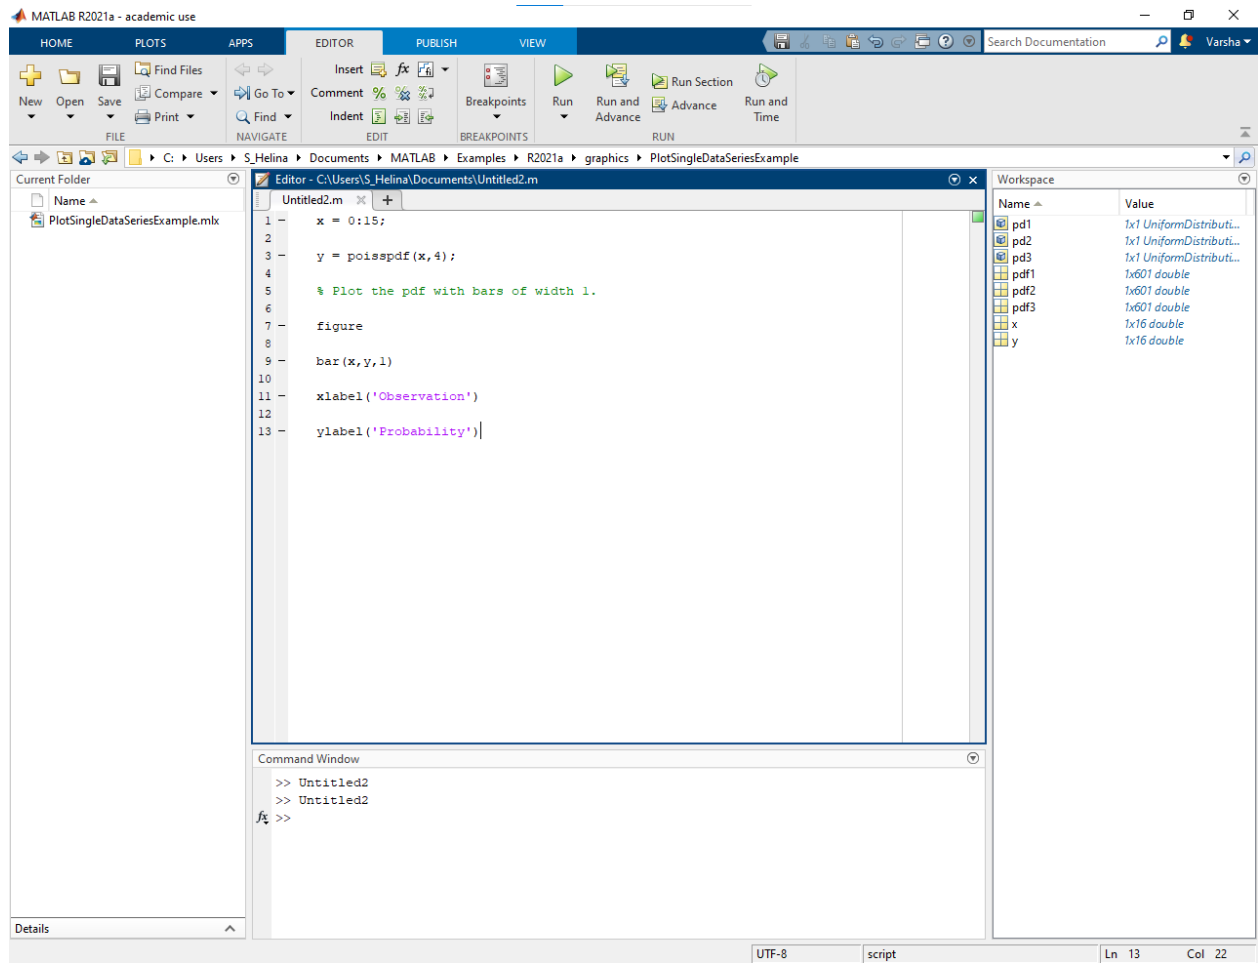 MATLAB R2021a - academic use
HOME PLOTS APPS EDITOR PUBLISH VIEW Search Documentation Varsha
New Open Save Find Files Compare Print FILE
Go To Find NAVIGATE
Insert fx Comment Indent EDIT
Breakpoints BREAKPOINTS
Run Run and Advance Run Section Advance Run and Time RUN
C: Users S_Helina Documents MATLAB Examples R2021a graphics PlotSingleDataSeriesExample
Current Folder
Name
PlotSingleDataSeriesExample.mlx
Details
Editor - C:\Users\S_Helina\Documents\Untitled2.m
Untitled2.m
1 x = 0:15;
2
3 y = poisspdf(x,4);
4
5 % Plot the pdf with bars of width 1.
6
7 figure
8
9 bar(x,y,1)
10
11 xlabel('Observation')
12
13 ylabel('Probability')
Command Window
>> Untitled2
>> Untitled2
fx >>
Workspace
Name Value
pd1 1x1 UniformDistributi...
pd2 1x1 UniformDistributi...
pd3 1x1 UniformDistributi...
pdf1 1x601 double
pdf2 1x601 double
pdf3 1x601 double
x 1x16 double
y 1x16 double
UTF-8 script Ln 13 Col 22